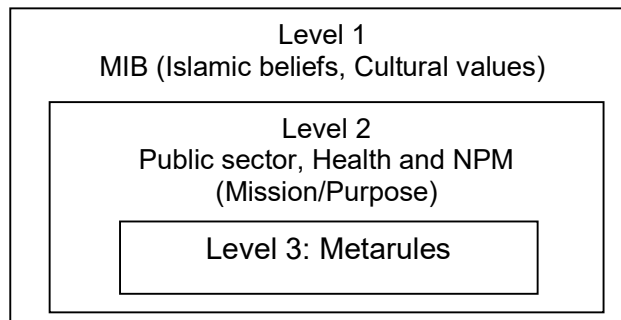 Level 1
MIB (Islamic beliefs, Cultural values)
Level 2
Public sector, Health and NPM
(Mission/Purpose)
Level 3: Metarules